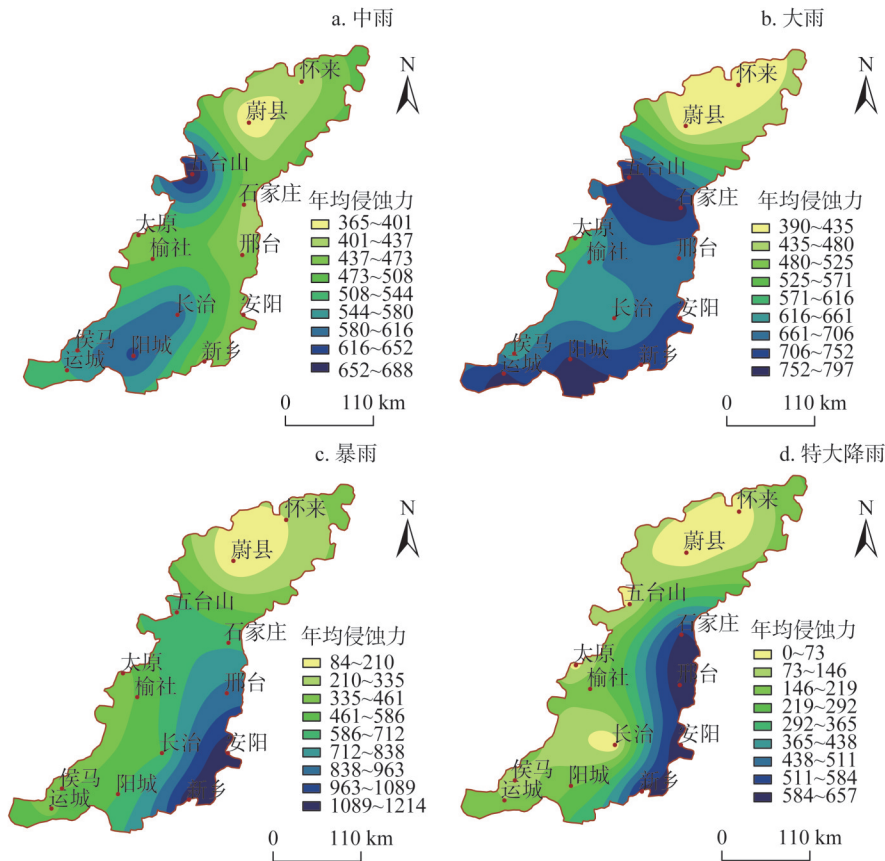 a. 中雨
怀来
蔚县
五台山
石家庄
太原
榆社
邢台
长治
安阳
侯马
运城
阳城
新乡
N
年均侵蚀力
365~401
401~437
437~473
473~508
508~544
544~580
580~616
616~652
652~688
0 110 km
b. 大雨
怀来
蔚县
五台山
石家庄
太原
榆社
邢台
长治
安阳
侯马
运城
阳城
新乡
N
年均侵蚀力
390~435
435~480
480~525
525~571
571~616
616~661
661~706
706~752
752~797
0 110 km
c. 暴雨
怀来
蔚县
五台山
石家庄
太原
榆社
邢台
长治
安阳
侯马
运城
阳城
新乡
N
年均侵蚀力
84~210
210~335
335~461
461~586
586~712
712~838
838~963
963~1089
1089~1214
0 110 km
d. 特大降雨
怀来
蔚县
五台山
石家庄
太原
榆社
邢台
长治
安阳
侯马
运城
阳城
新乡
N
年均侵蚀力
0~73
73~146
146~219
219~292
292~365
365~438
438~511
511~584
584~657
0 110 km